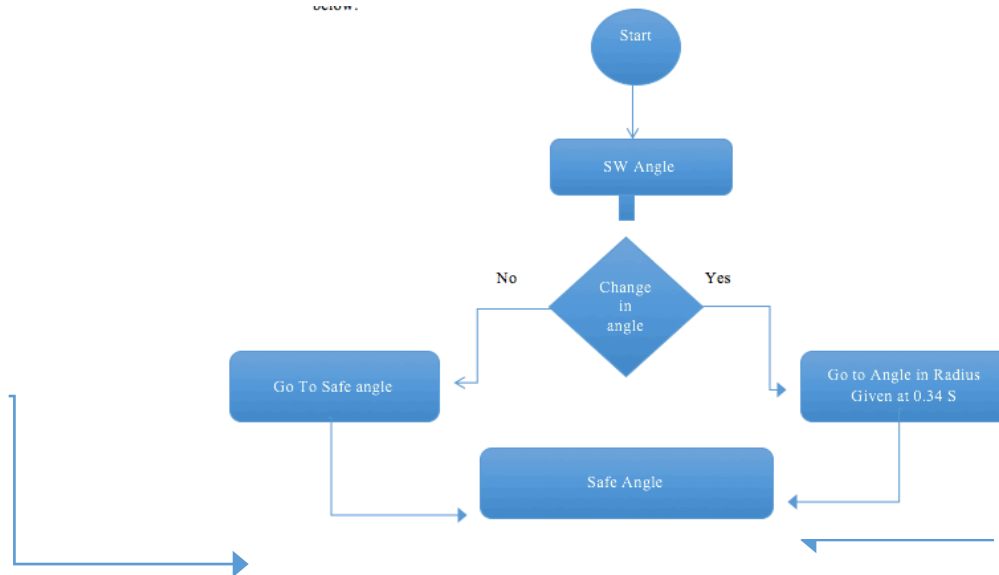 below.
Start
SW Angle
No
Yes
Change
in
angle
Go To Safe angle
Go to Angle in Radius
Given at 0.34 S
Safe Angle